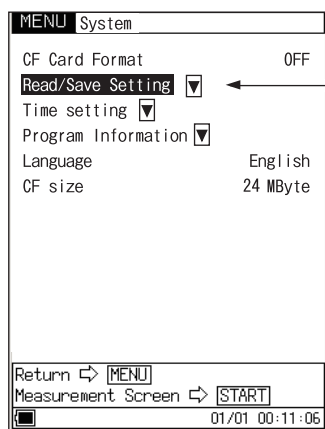 MENU System
CF Card Format OFF
Read/Save Setting ▼
Time setting ▼
Program Information ▼
Language English
CF size 24 MByte
Return ⇨ MENU
Measurement Screen ⇨ START
01/01 00:11:06